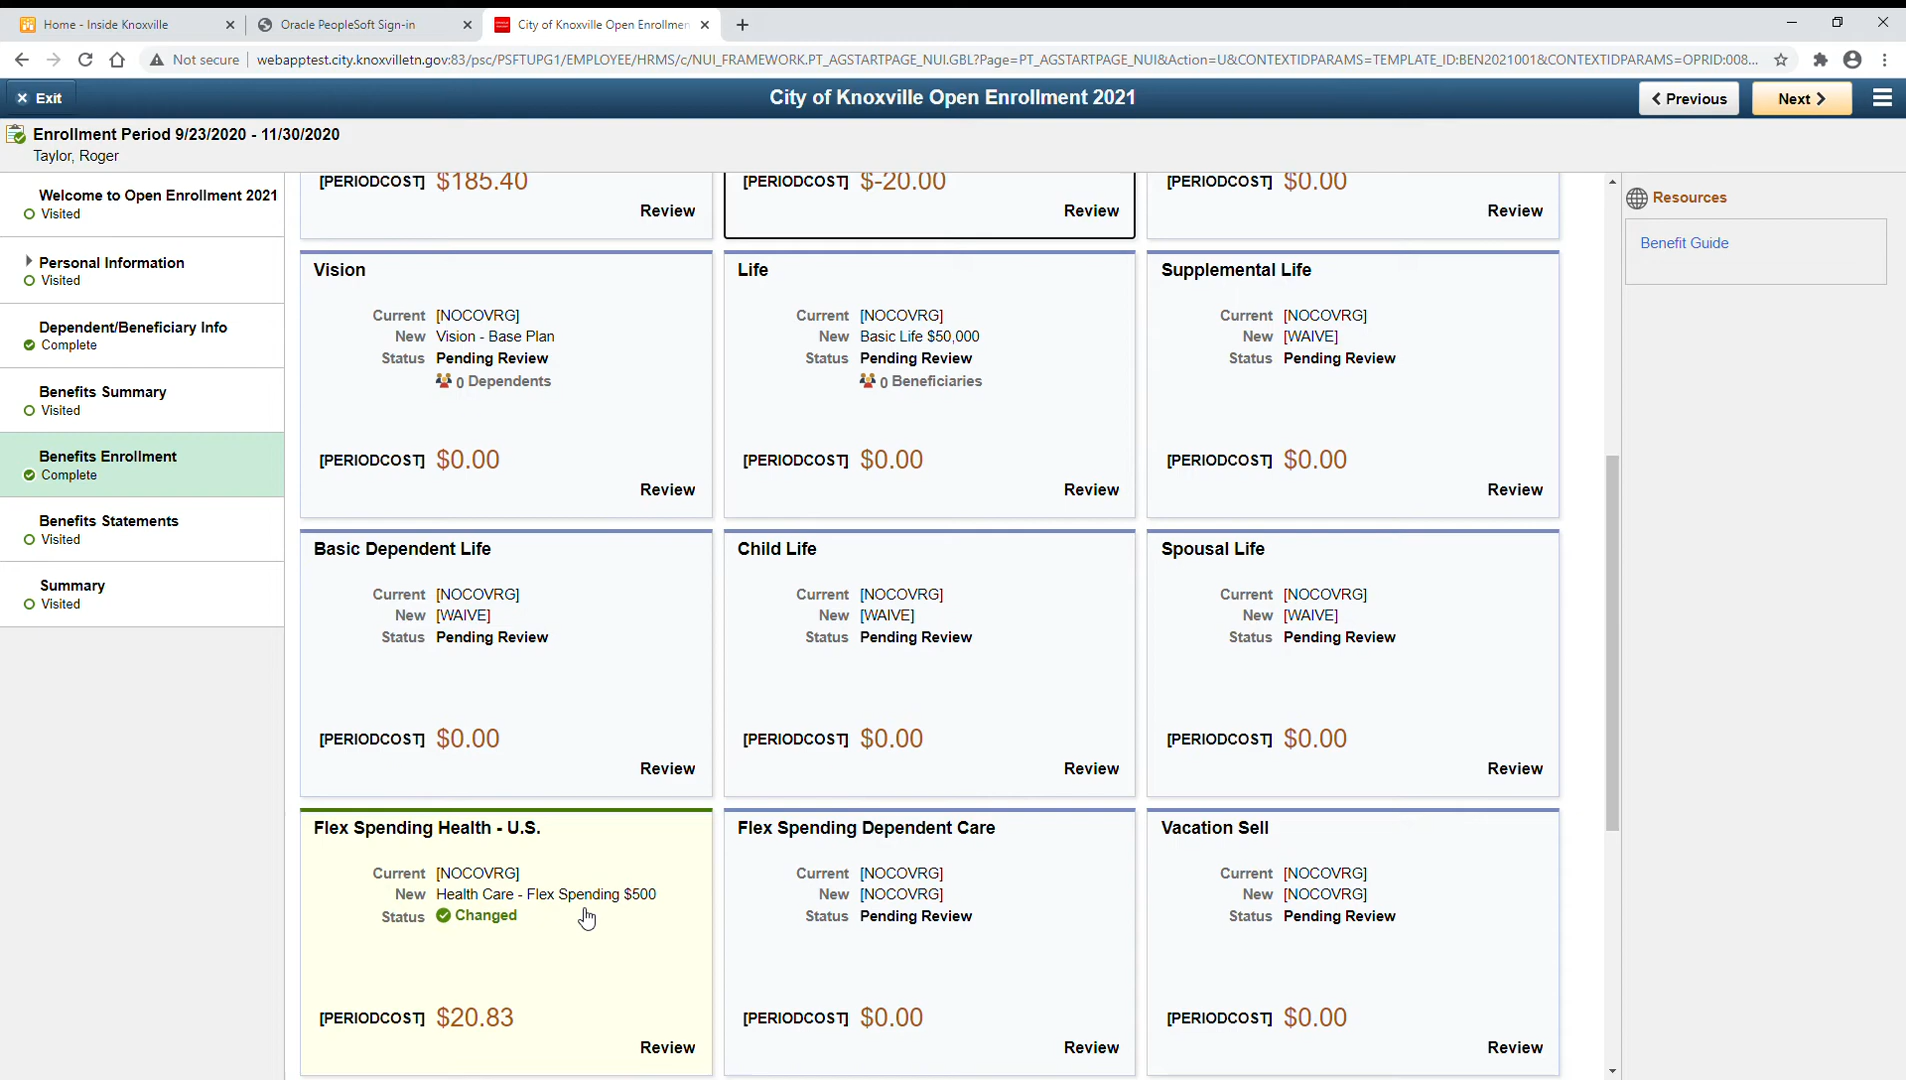 Home - Inside Knoxville
Oracle PeopleSoft Sign-in
City of Knoxville Open Enrollmen
Not secure
webapptest.city.knoxvilletn.gov:83/psc/PSFTUPG1/EMPLOYEE/HRMS/c/NUI_FRAMEWORK.PT_AGSTARTPAGE_NUI.GBL?Page=PT_AGSTARTPAGE_NUI&Action=U&CONTEXTIDPARAMS=TEMPLATE_ID:BEN2021001&CONTEXTIDPARAMS=OPRID:008...
Exit
City of Knoxville Open Enrollment 2021
Previous
Next
Enrollment Period 9/23/2020 - 11/30/2020
Taylor, Roger
Welcome to Open Enrollment 2021
Visited
Personal Information
Visited
Dependent/Beneficiary Info
Complete
Benefits Summary
Visited
Benefits Enrollment
Complete
Benefits Statements
Visited
Summary
Visited
[PERIODCOST] $185.40
Review
[PERIODCOST] $-20.00
Review
[PERIODCOST] $0.00
Review
Vision
Current [NOCOVRG]
New Vision - Base Plan
Status Pending Review
0 Dependents
[PERIODCOST] $0.00
Review
Life
Current [NOCOVRG]
New Basic Life $50,000
Status Pending Review
0 Beneficiaries
[PERIODCOST] $0.00
Review
Supplemental Life
Current [NOCOVRG]
New [WAIVE]
Status Pending Review
[PERIODCOST] $0.00
Review
Basic Dependent Life
Current [NOCOVRG]
New [WAIVE]
Status Pending Review
[PERIODCOST] $0.00
Review
Child Life
Current [NOCOVRG]
New [WAIVE]
Status Pending Review
[PERIODCOST] $0.00
Review
Spousal Life
Current [NOCOVRG]
New [WAIVE]
Status Pending Review
[PERIODCOST] $0.00
Review
Flex Spending Health - U.S.
Current [NOCOVRG]
New Health Care - Flex Spending $500
Status Changed
[PERIODCOST] $20.83
Review
Flex Spending Dependent Care
Current [NOCOVRG]
New [NOCOVRG]
Status Pending Review
[PERIODCOST] $0.00
Review
Vacation Sell
Current [NOCOVRG]
New [NOCOVRG]
Status Pending Review
[PERIODCOST] $0.00
Review
Resources
Benefit Guide